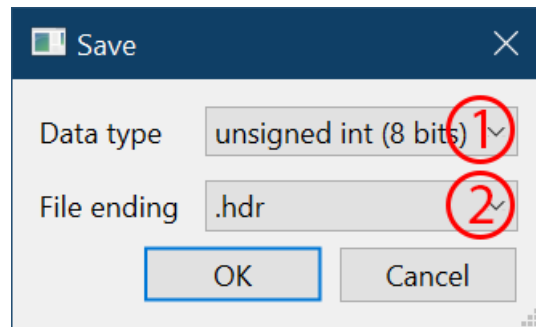 Save
Data type unsigned int (8 bits) 1
File ending .hdr 2
OK Cancel